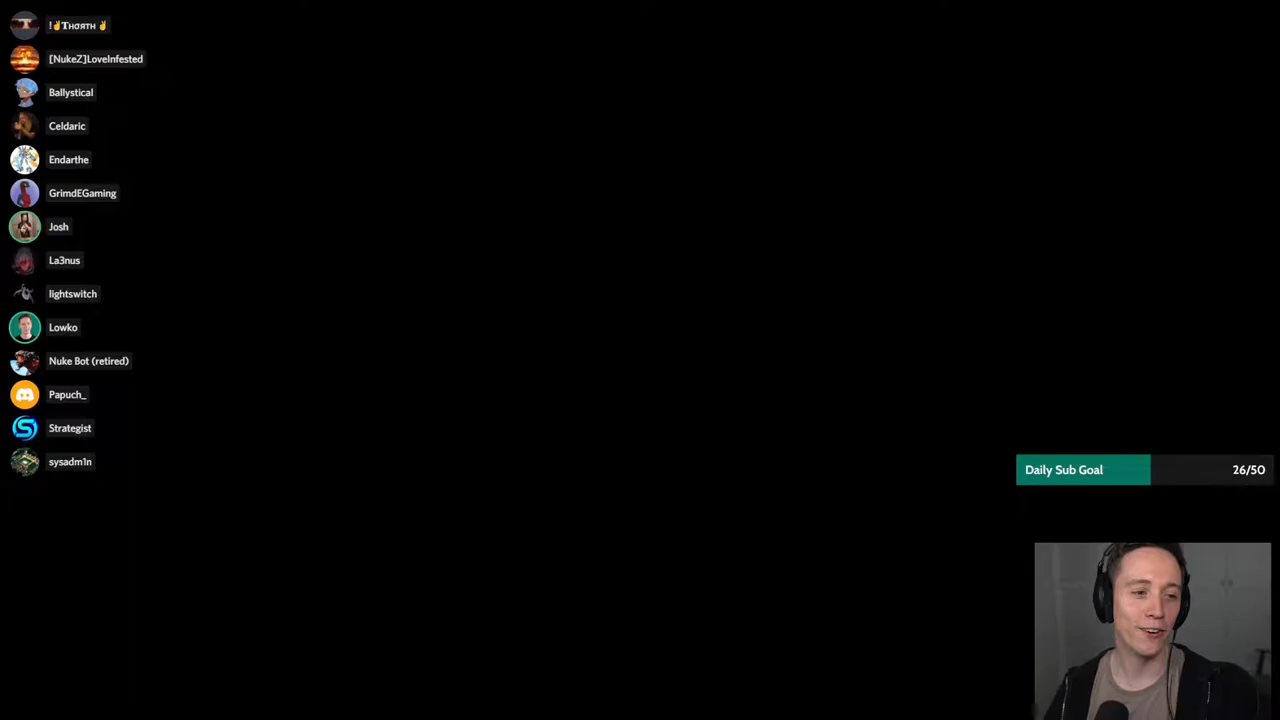 !✌Tʜσʀᴛʜ ✌
[NukeZ]LoveInfested
Ballystical
Celdaric
Endarthe
GrimdEGaming
Josh
La3nus
lightswitch
Lowko
Nuke Bot (retired)
Papuch_
Strategist
sysadm1n
Daily Sub Goal 26/50